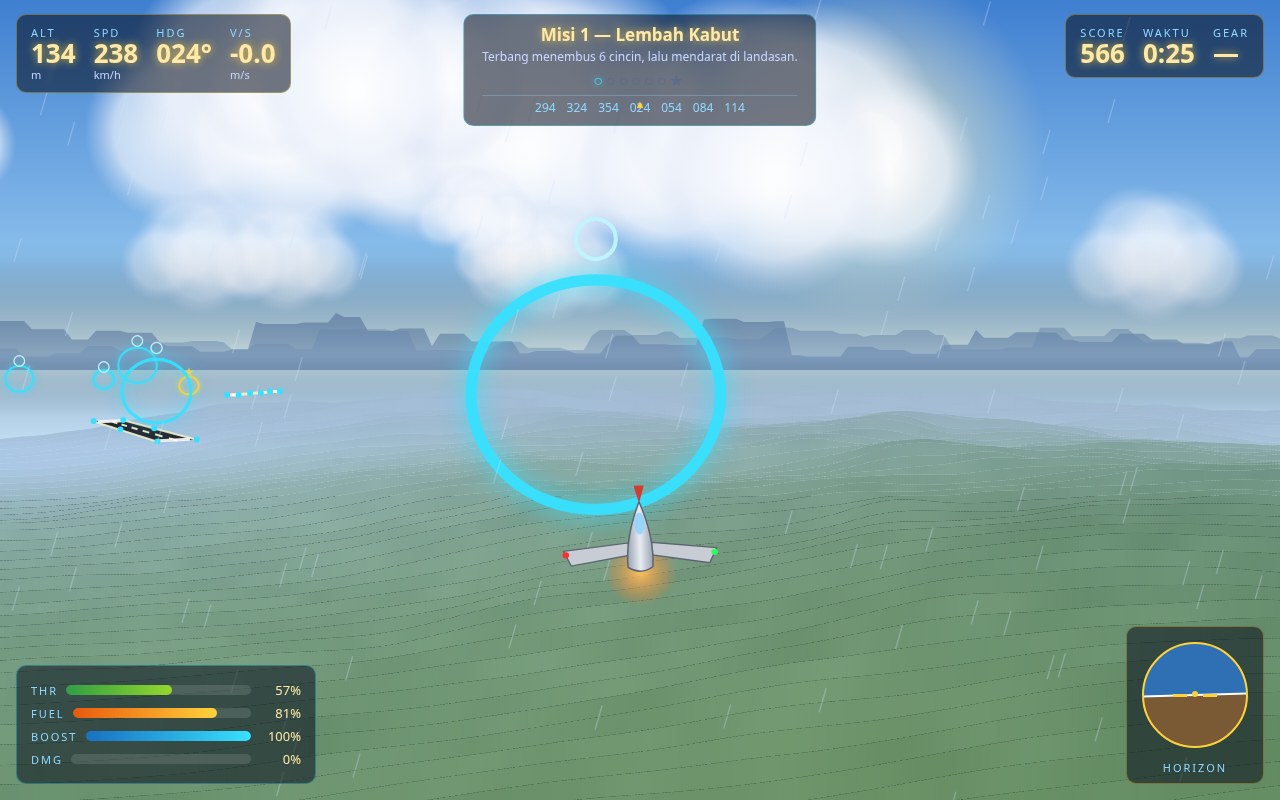 ALT SPD HDG V/S
134 238 024° -0.0
m km/h m/s
Misi 1 — Lembah Kabut
Terbang menembus 6 cincin, lalu mendarat di landasan.
294 324 354 024 054 084 114
SCORE WAKTU GEAR
566 0:25 —
THR 57%
FUEL 81%
BOOST 100%
DMG 0%
HORIZON